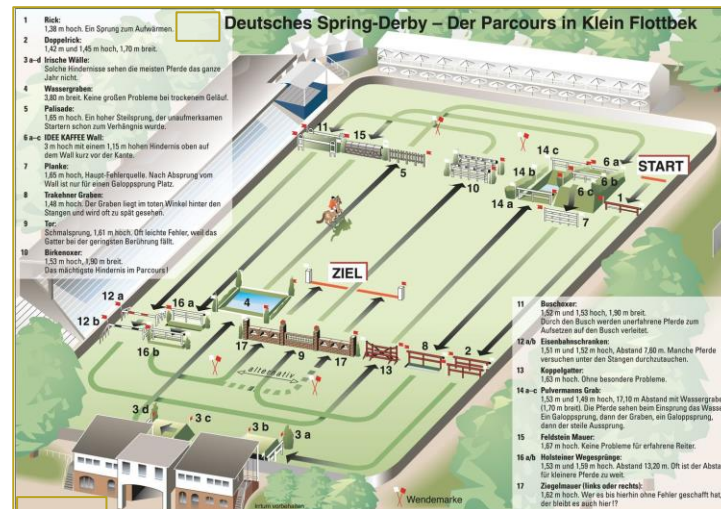 Deutsches Spring-Derby – Der Parcours in Klein Flottbek
1 Rick:
1,38 m hoch. Ein Sprung zum Aufwärmen.
2 Doppelrick:
1,42 m und 1,45 m hoch, 1,70 m breit.
3 a–d Irische Wälle:
Solche Hindernisse sehen die meisten Pferde das ganze
Jahr nicht.
4 Wassergraben:
3,80 m breit. Keine großen Probleme bei trockenem Geläuf.
5 Palisade:
1,65 m hoch. Ein hoher Steilsprung, der unaufmerksamen
Startern schon zum Verhängnis wurde.
6 a–c IDEE KAFFEE Wall:
3 m hoch mit einem 1,15 m hohen Hindernis oben auf
dem Wall kurz vor der Kante.
7 Planke:
1,65 m hoch, Haupt-Fehlerquelle. Nach Absprung vom
Wall ist nur für einen Galoppsprung Platz.
8 Trakehner Graben:
1,48 m hoch. Der Graben liegt im toten Winkel hinter den
Stangen und wird oft zu spät gesehen.
9 Tor:
Schmalsprung, 1,61 m hoch. Oft leichte Fehler, weil das
Gatter bei der geringsten Berührung fällt.
10 Birkenoxer:
1,53 m hoch, 1,90 m breit.
Das mächtigste Hindernis im Parcours!
11
15
5
10
14 c
14 b
14 a
6 a
6 b
6 c
START
1
7
ZIEL
12 a
12 b
16 a
16 b
4
17
9
17
alternativ
13
8
2
3 d
3 c
3 b
3 a
Wendemarke
Irrtum vorbehalten
11 Buschoxer:
1,52 m und 1,53 hoch, 1,90 m breit.
Durch den Busch werden unerfahrene Pferde zum
Aufsetzen auf den Busch verleitet.
12 a/b Eisenbahnschranken:
1,51 m und 1,52 m hoch, Abstand 7,60 m. Manche Pferde
versuchen unter den Stangen durchzutauchen.
13 Koppelgatter:
1,63 m hoch. Ohne besondere Probleme.
14 a–c Pulvermanns Grab:
1,53 m und 1,49 m hoch, 17,10 m Abstand mit Wassergrabe
(1,70 m breit). Die Pferde sehen beim Einsprung das Wasse
Ein Galoppsprung, dann der Graben, ein Galoppsprung,
dann der steile Aussprung.
15 Feldstein Mauer:
1,67 m hoch. Keine Probleme für erfahrene Reiter.
16 a/b Holsteiner Wegesprünge:
1,53 m und 1,59 m hoch. Abstand 13,20 m. Oft ist der Absta
für kleinere Pferde zu weit.
17 Ziegelmauer (links oder rechts):
1,62 m hoch. Wer es bis hierhin ohne Fehler geschafft hat,
der bleibt es auch hier!?